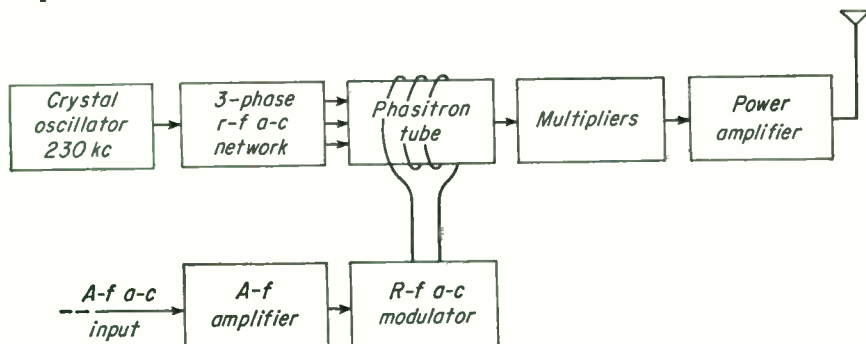 Crystal
oscillator
230 kc
3-phase
r-f a-c
network
Phasitron
tube
Multipliers
Power
amplifier
A-f a-c
input
A-f
amplifier
R-f a-c
modulator